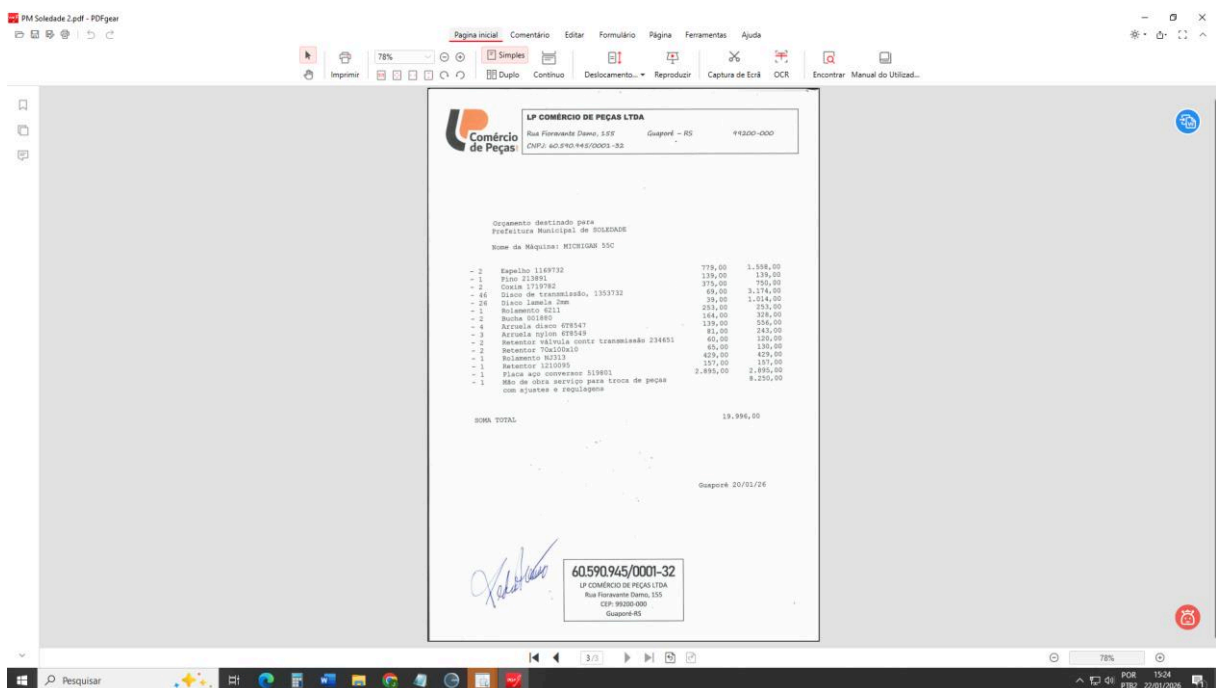 PM Soledade 2.pdf - PDFgear
Pagina inicial Comentário Editar Formulário Página Ferramentas Ajuda
78% Simples
Imprimir Duplo Contínuo Deslocamento... Reproduzir Captura de Ecrã OCR Encontrar Manual do Utilizad...
LP COMÉRCIO DE PEÇAS LTDA
Rua Fioravante Damo, 155 Guaporé - RS 99200-000
CNPJ: 60.590.945/0001-32
LP
Comércio
de Peças
Orçamento destinado para
Prefeitura Municipal de SOLEDADE
Nome da Máquina: MICHIGAN 55C
- 2 Espelho 1169732 779,00 1.558,00
- 1 Pino 213891 139,00 139,00
- 2 Coxim 1719782 375,00 750,00
- 46 Disco de transmissão, 1353732 69,00 3.174,00
- 26 Disco lamela 2mm 39,00 1.014,00
- 1 Rolamento 6211 253,00 253,00
- 2 Bucha 001880 164,00 328,00
- 4 Arruela disco 6T8547 139,00 556,00
- 3 Arruela nylon 6T8549 81,00 243,00
- 2 Retentor válvula contr transmissão 234651 60,00 120,00
- 2 Retentor 70x100x10 65,00 130,00
- 1 Rolamento NJ313 429,00 429,00
- 1 Retentor 1210095 157,00 157,00
- 1 Placa aço conversor 519801 2.895,00 2.895,00
- 1 Mão de obra serviço para troca de peças 8.250,00
com ajustes e regulagens
SOMA TOTAL 19.996,00
Guaporé 20/01/26
60.590.945/0001-32
LP COMÉRCIO DE PEÇAS LTDA
Rua Fioravante Damo, 155
CEP: 99200-000
Guaporé-RS
3/3 78%
Pesquisar
POR 15:24
PTB2 22/01/2026